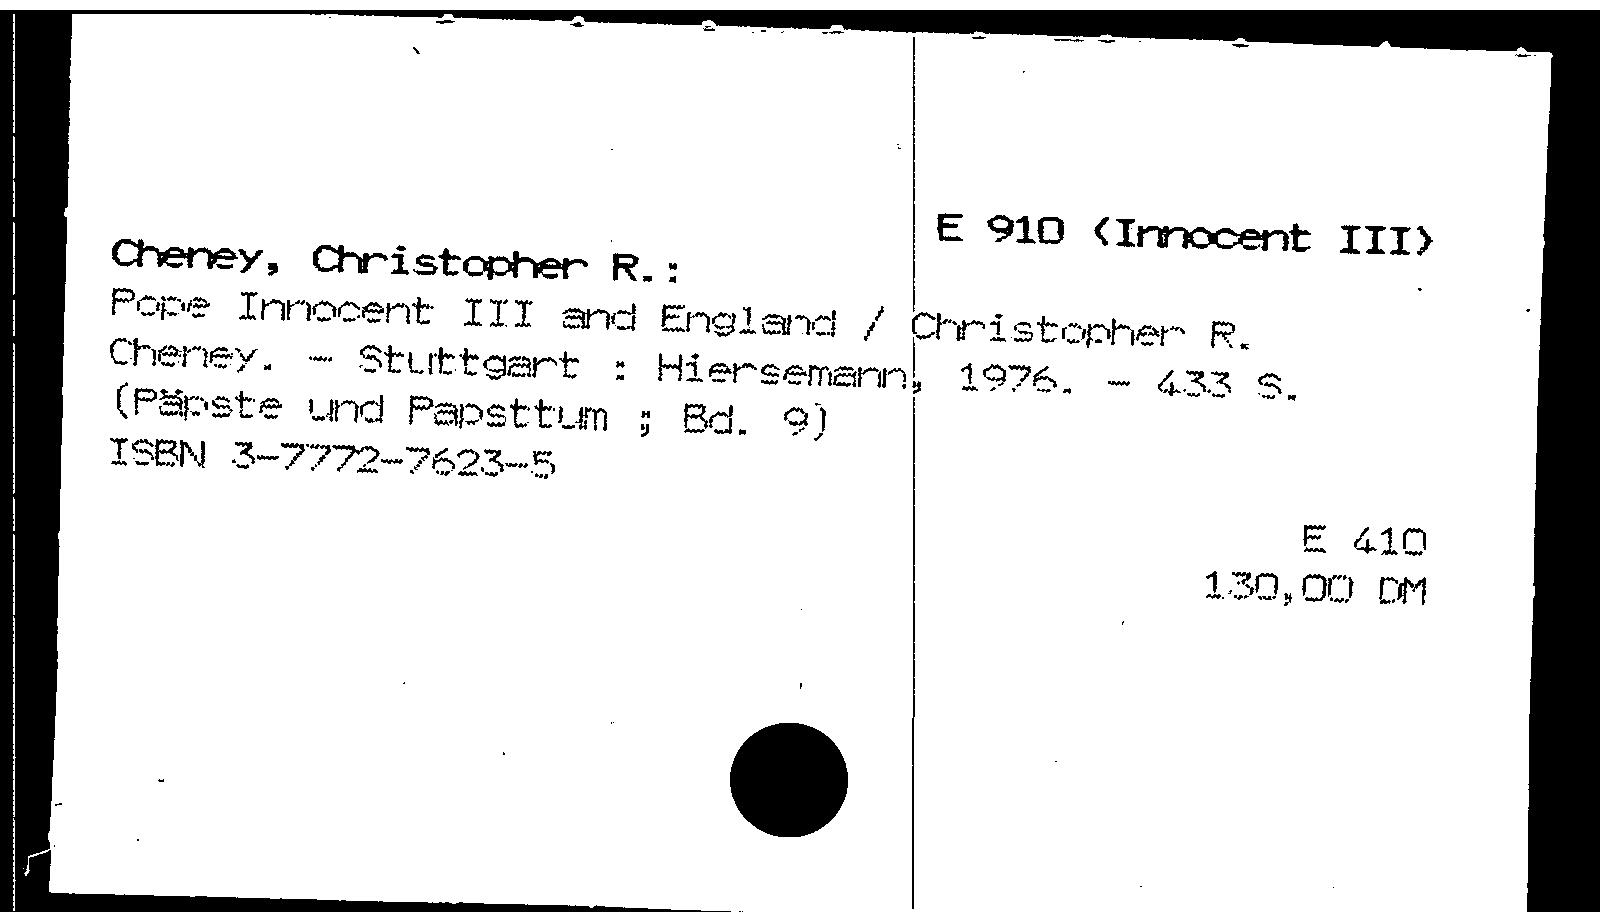 E 910 (Innocent III)
Cheney, Christopher R.:
Pope Innocent III and England / Christopher R.
Cheney. - Stuttgart : Hiersemann, 1976. - 433 S.
(Päpste und Papsttum ; Bd. 9)
ISBN 3-7772-7623-5
E 410
130,00 DM